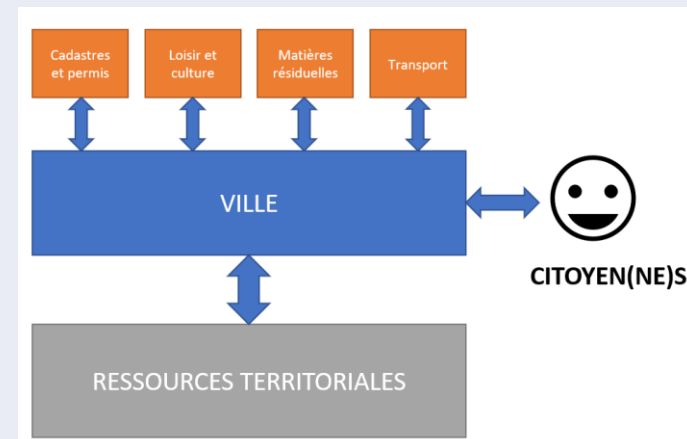 Cadastres
et permis
Loisir et
culture
Matières
résiduelles
Transport
VILLE
CITOYEN(NE)S
RESSOURCES TERRITORIALES